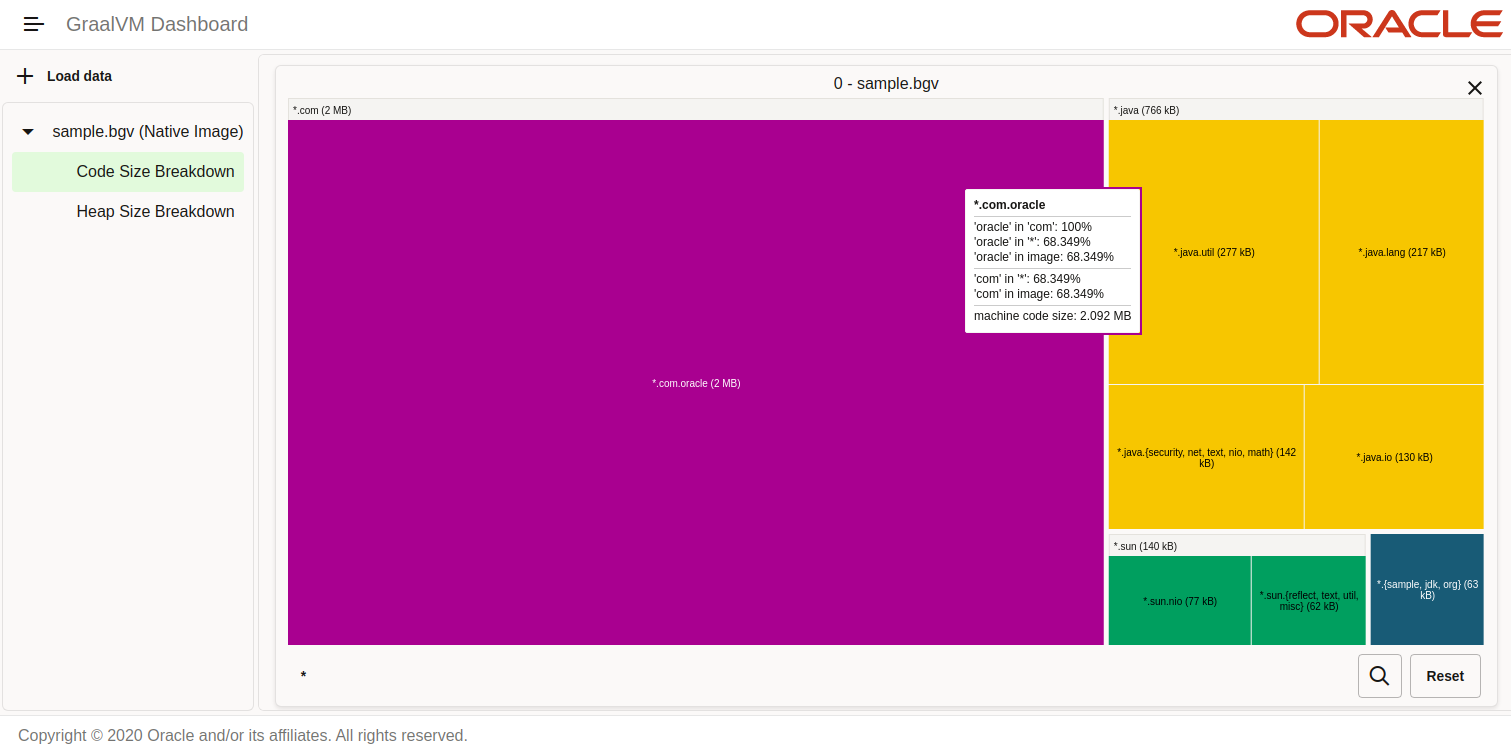 GraalVM Dashboard
ORACLE
Load data
sample.bgv (Native Image)
Code Size Breakdown
Heap Size Breakdown
0 - sample.bgv
*.com (2 MB)
*.com.oracle (2 MB)
*.com.oracle
'oracle' in 'com': 100%
'oracle' in '*': 68.349%
'oracle' in image: 68.349%
'com' in '*': 68.349%
'com' in image: 68.349%
machine code size: 2.092 MB
*.java (766 kB)
*.java.util (277 kB)
*.java.lang (217 kB)
*.java.{security, net, text, nio, math} (142
kB)
*.java.io (130 kB)
*.sun (140 kB)
*.sun.nio (77 kB)
*.sun.{reflect, text, util,
misc} (62 kB)
*.{sample, jdk, org} (63
kB)
*
Reset
Copyright © 2020 Oracle and/or its affiliates. All rights reserved.